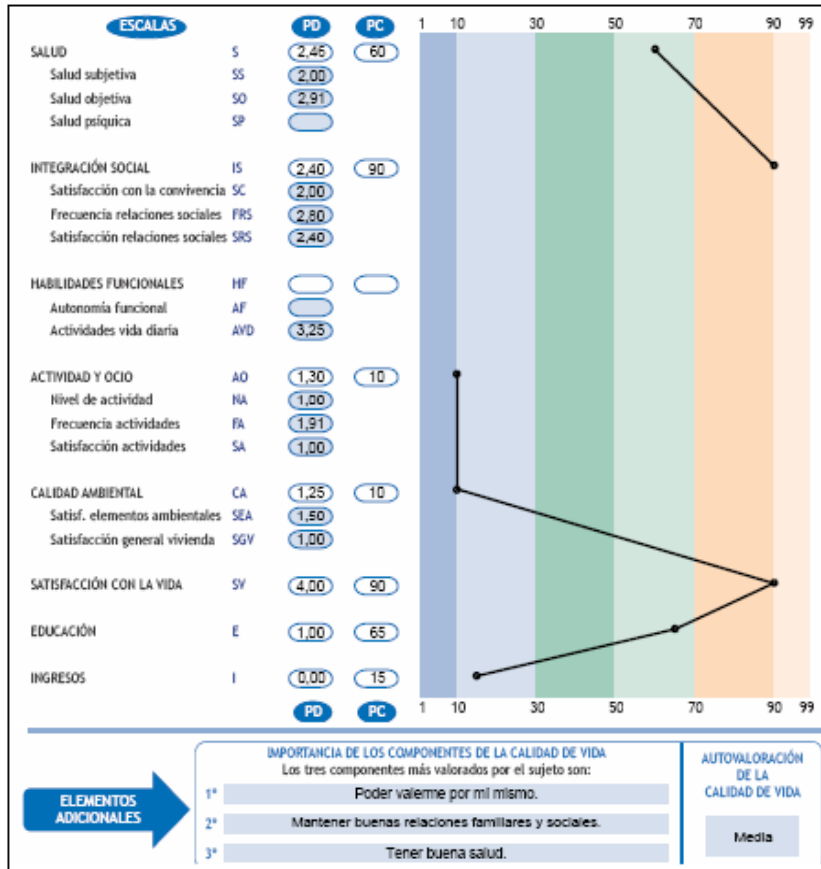 ESCALAS PD PC 1 10 30 50 70 90 99
SALUD S 2,46 60
Salud subjetiva SS 2,00
Salud objetiva SO 2,91
Salud psíquica SP
INTEGRACIÓN SOCIAL IS 2,40 90
Satisfacción con la convivencia SC 2,00
Frecuencia relaciones sociales FRS 2,80
Satisfacción relaciones sociales SRS 2,40
HABILIDADES FUNCIONALES HF
Autonomía funcional AF
Actividades vida diaria AVD 3,25
ACTIVIDAD Y OCIO AO 1,30 10
Nivel de actividad NA 1,00
Frecuencia actividades FA 1,91
Satisfacción actividades SA 1,00
CALIDAD AMBIENTAL CA 1,25 10
Satisf. elementos ambientales SEA 1,50
Satisfacción general vivienda SGV 1,00
SATISFACCIÓN CON LA VIDA SV 4,00 90
EDUCACIÓN E 1,00 65
INGRESOS I 0,00 15
PD PC 1 10 30 50 70 90 99
ELEMENTOS
ADICIONALES
IMPORTANCIA DE LOS COMPONENTES DE LA CALIDAD DE VIDA
Los tres componentes más valorados por el sujeto son:
1º Poder valerme por mi mismo.
2º Mantener buenas relaciones familiares y sociales.
3º Tener buena salud.
AUTOVALORACIÓN
DE LA
CALIDAD DE VIDA
Media